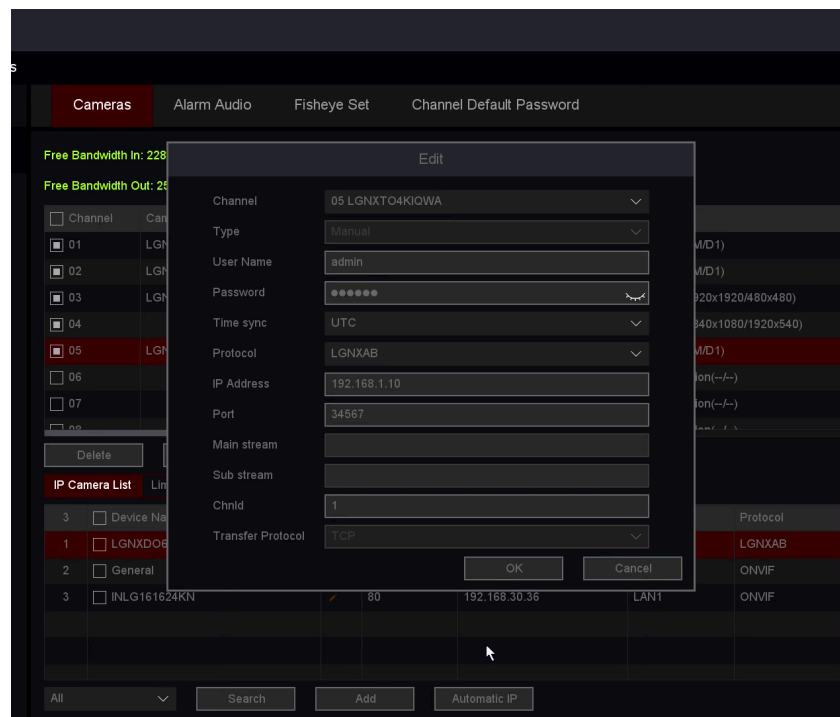 s
Cameras Alarm Audio Fisheye Set Channel Default Password
Free Bandwidth In: 228
Edit
Free Bandwidth Out: 25
Channel 05 LGNXTO4KIQWA
Channel Cam
Type Manual
01 LGN M/D1)
User Name admin
02 LGN M/D1)
Password
03 LGN 920x1920/480x480)
Time sync UTC
04 840x1080/1920x540)
Protocol LGNXAB
05 LGN M/D1)
IP Address 192.168.1.10
06 ion(--/--)
Port 34567
07 ion(--/--)
Main stream
Delete
Sub stream
IP Camera List Lim
ChnId 1
3 Device Na Protocol
Transfer Protocol TCP
1 LGNXDO6 LGNXAB
OK Cancel
2 General ONVIF
3 INLG161624KN 80 192.168.30.36 LAN1 ONVIF
All Search Add Automatic IP